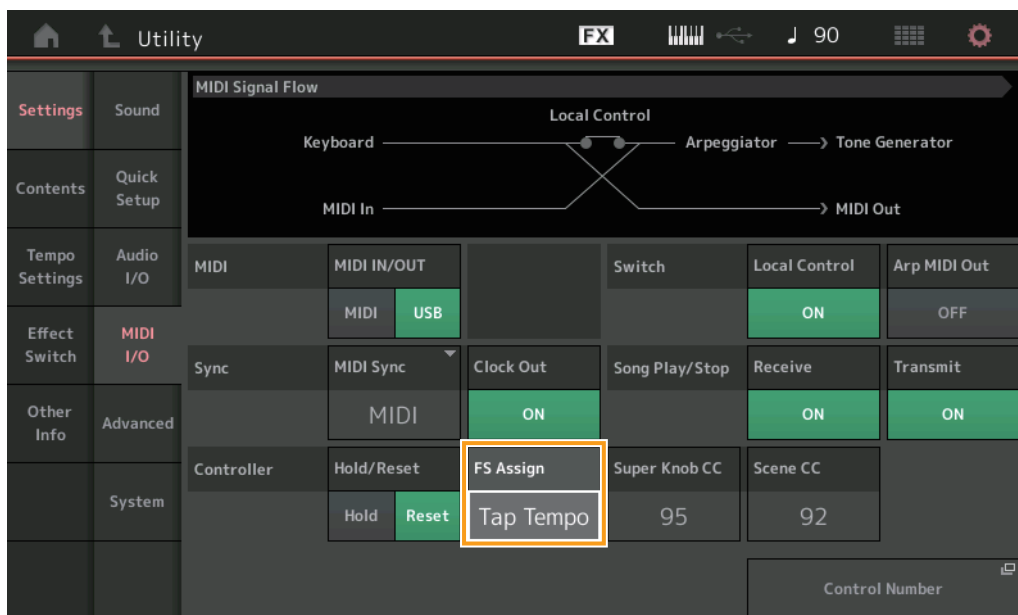 Utility
FX
90
MIDI Signal Flow
Local Control
Keyboard
Arpeggiator
Tone Generator
MIDI In
MIDI Out
Settings
Contents
Tempo
Settings
Effect
Switch
Other
Info
Sound
Quick
Setup
Audio
I/O
MIDI
I/O
Advanced
System
MIDI
MIDI IN/OUT
MIDI USB
Switch
Local Control
ON
Arp MIDI Out
OFF
Sync
MIDI Sync
MIDI
Clock Out
ON
Song Play/Stop
Receive
ON
Transmit
ON
Controller
Hold/Reset
Hold Reset
FS Assign
Tap Tempo
Super Knob CC
95
Scene CC
92
Control Number